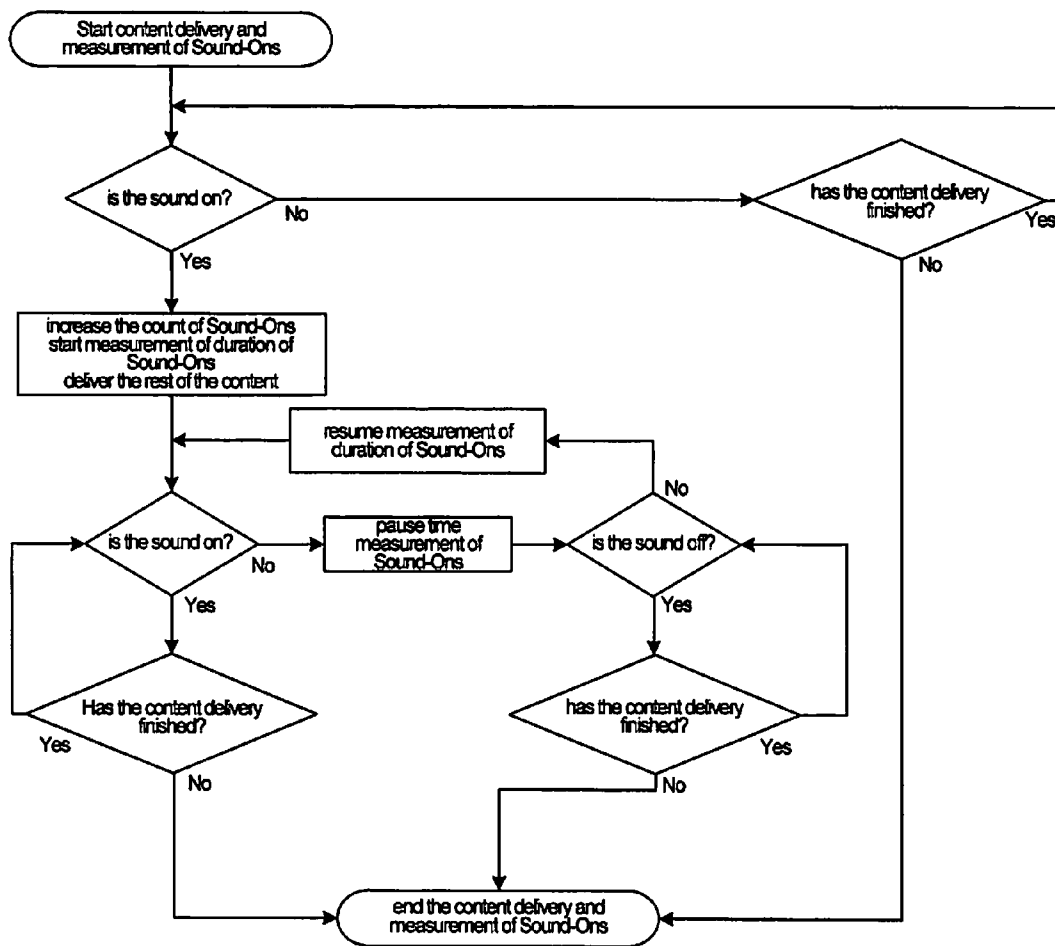 Start content delivery and
measurement of Sound-Ons
is the sound on?
No
has the content delivery
finished?
Yes
No
Yes
increase the count of Sound-Ons
start measurement of duration of
Sound-Ons
deliver the rest of the content
resume measurement of
duration of Sound-Ons
No
is the sound on?
No
pause time
measurement of
Sound-Ons
is the sound off?
Yes
Yes
Has the content delivery
finished?
Yes
No
has the content delivery
finished?
Yes
No
end the content delivery and
measurement of Sound-Ons